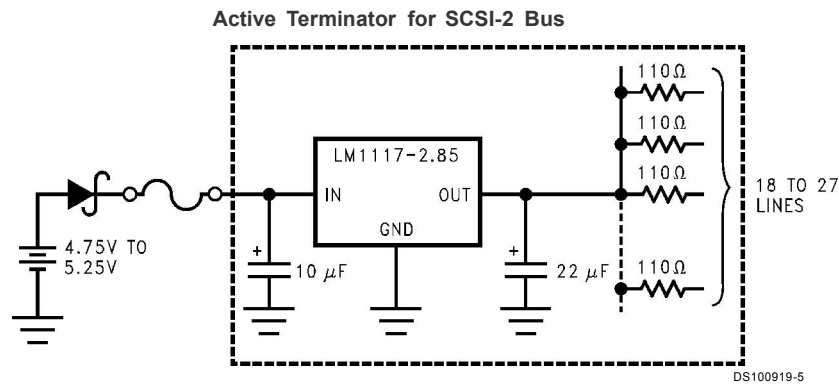 Active Terminator for SCSI-2 Bus
110Ω
110Ω
LM1117-2.85
110Ω
IN
OUT
18 TO 27
LINES
GND
4.75V TO
5.25V
+
10 μF
+
22 μF
110Ω
DS100919-5